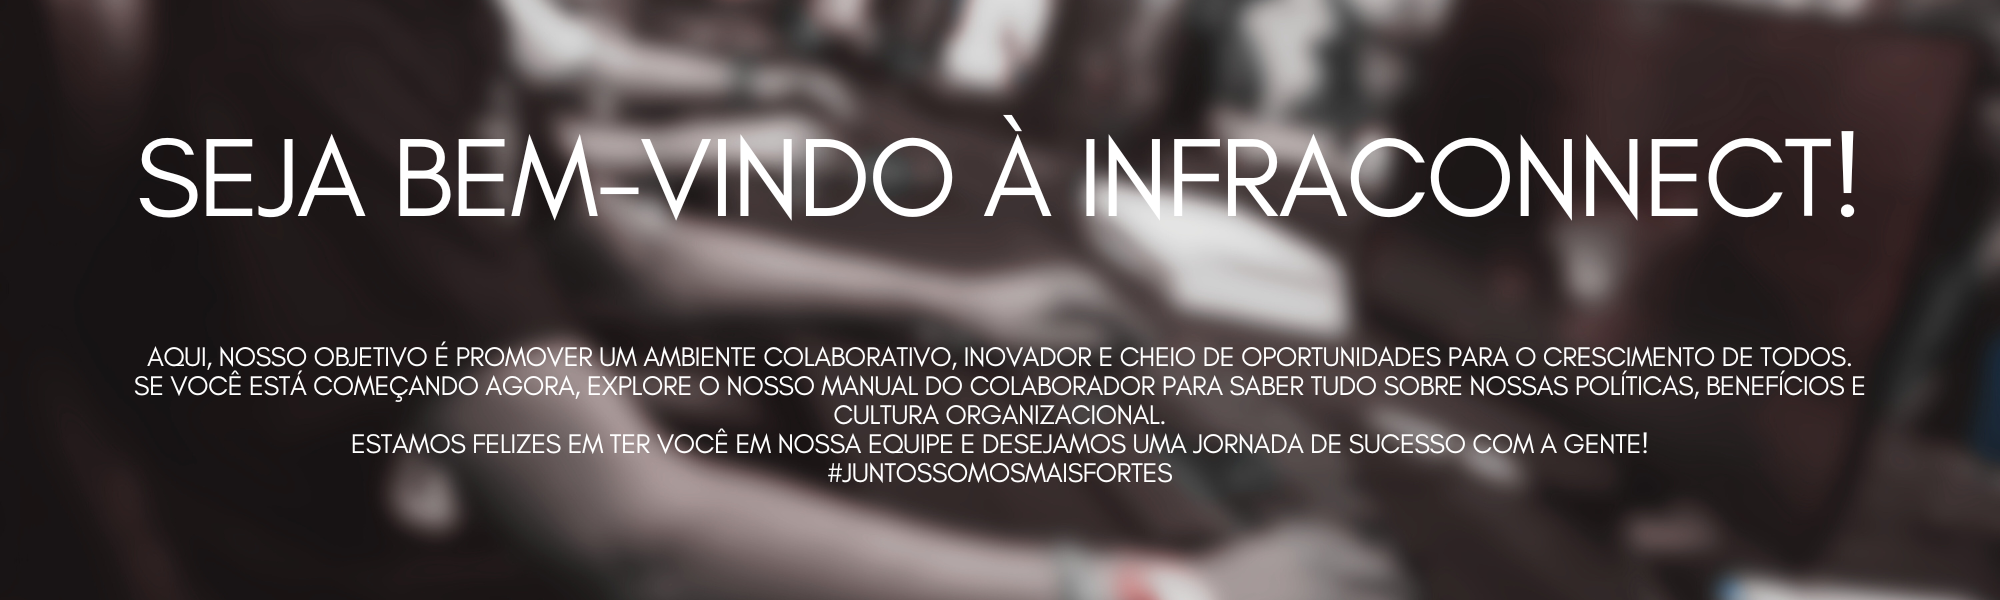 SEJA BEM-VINDO À INFRACONNECT!
AQUI, NOSSO OBJETIVO É PROMOVER UM AMBIENTE COLABORATIVO, INOVADOR E CHEIO DE OPORTUNIDADES PARA O CRESCIMENTO DE TODOS.
SE VOCÊ ESTÁ COMEÇANDO AGORA, EXPLORE O NOSSO MANUAL DO COLABORADOR PARA SABER TUDO SOBRE NOSSAS POLÍTICAS, BENEFÍCIOS E
CULTURA ORGANIZACIONAL.
ESTAMOS FELIZES EM TER VOCÊ EM NOSSA EQUIPE E DESEJAMOS UMA JORNADA DE SUCESSO COM A GENTE!
#JUNTOSSOMOSMAISFORTES